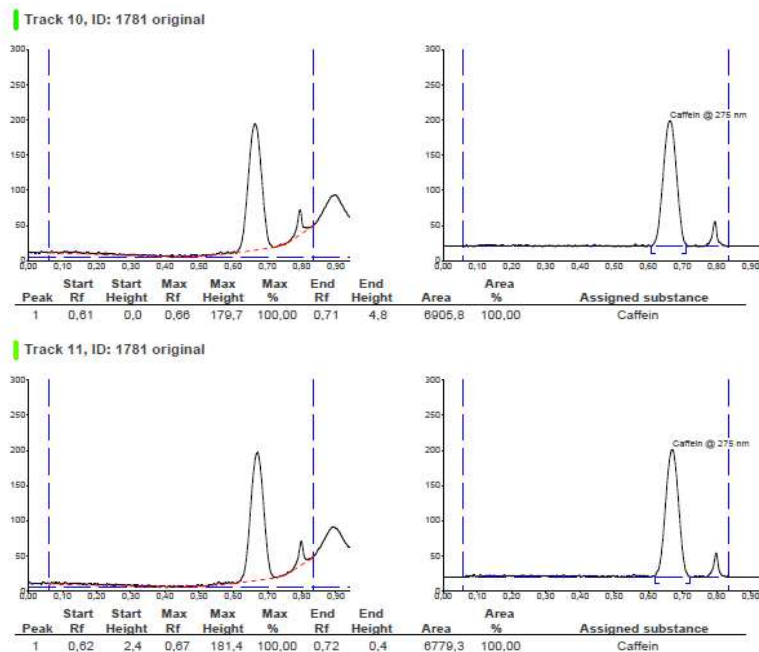 Track 10, ID: 1781 original
300
250
200
150
100
50
0
0,00 0,10 0,20 0,30 0,40 0,50 0,60 0,70 0,80 0,90
300
250
200
150
100
50
0
Caffein @ 275 nm
0,00 0,10 0,20 0,30 0,40 0,50 0,60 0,70 0,80 0,90
Start Start Max Max Max End End Area
Peak Rf Height Rf Height % Rf Height Area % Assigned substance
1 0,61 0,0 0,66 179,7 100,00 0,71 4,8 6905,8 100,00 Caffein
Track 11, ID: 1781 original
300
250
200
150
100
50
0
0,00 0,10 0,20 0,30 0,40 0,50 0,60 0,70 0,80 0,90
300
250
200
150
100
50
0
Caffein @ 275 nm
0,00 0,10 0,20 0,30 0,40 0,50 0,60 0,70 0,80 0,90
Start Start Max Max Max End End Area
Peak Rf Height Rf Height % Rf Height Area % Assigned substance
1 0,62 2,4 0,67 181,4 100,00 0,72 0,4 6779,3 100,00 Caffein